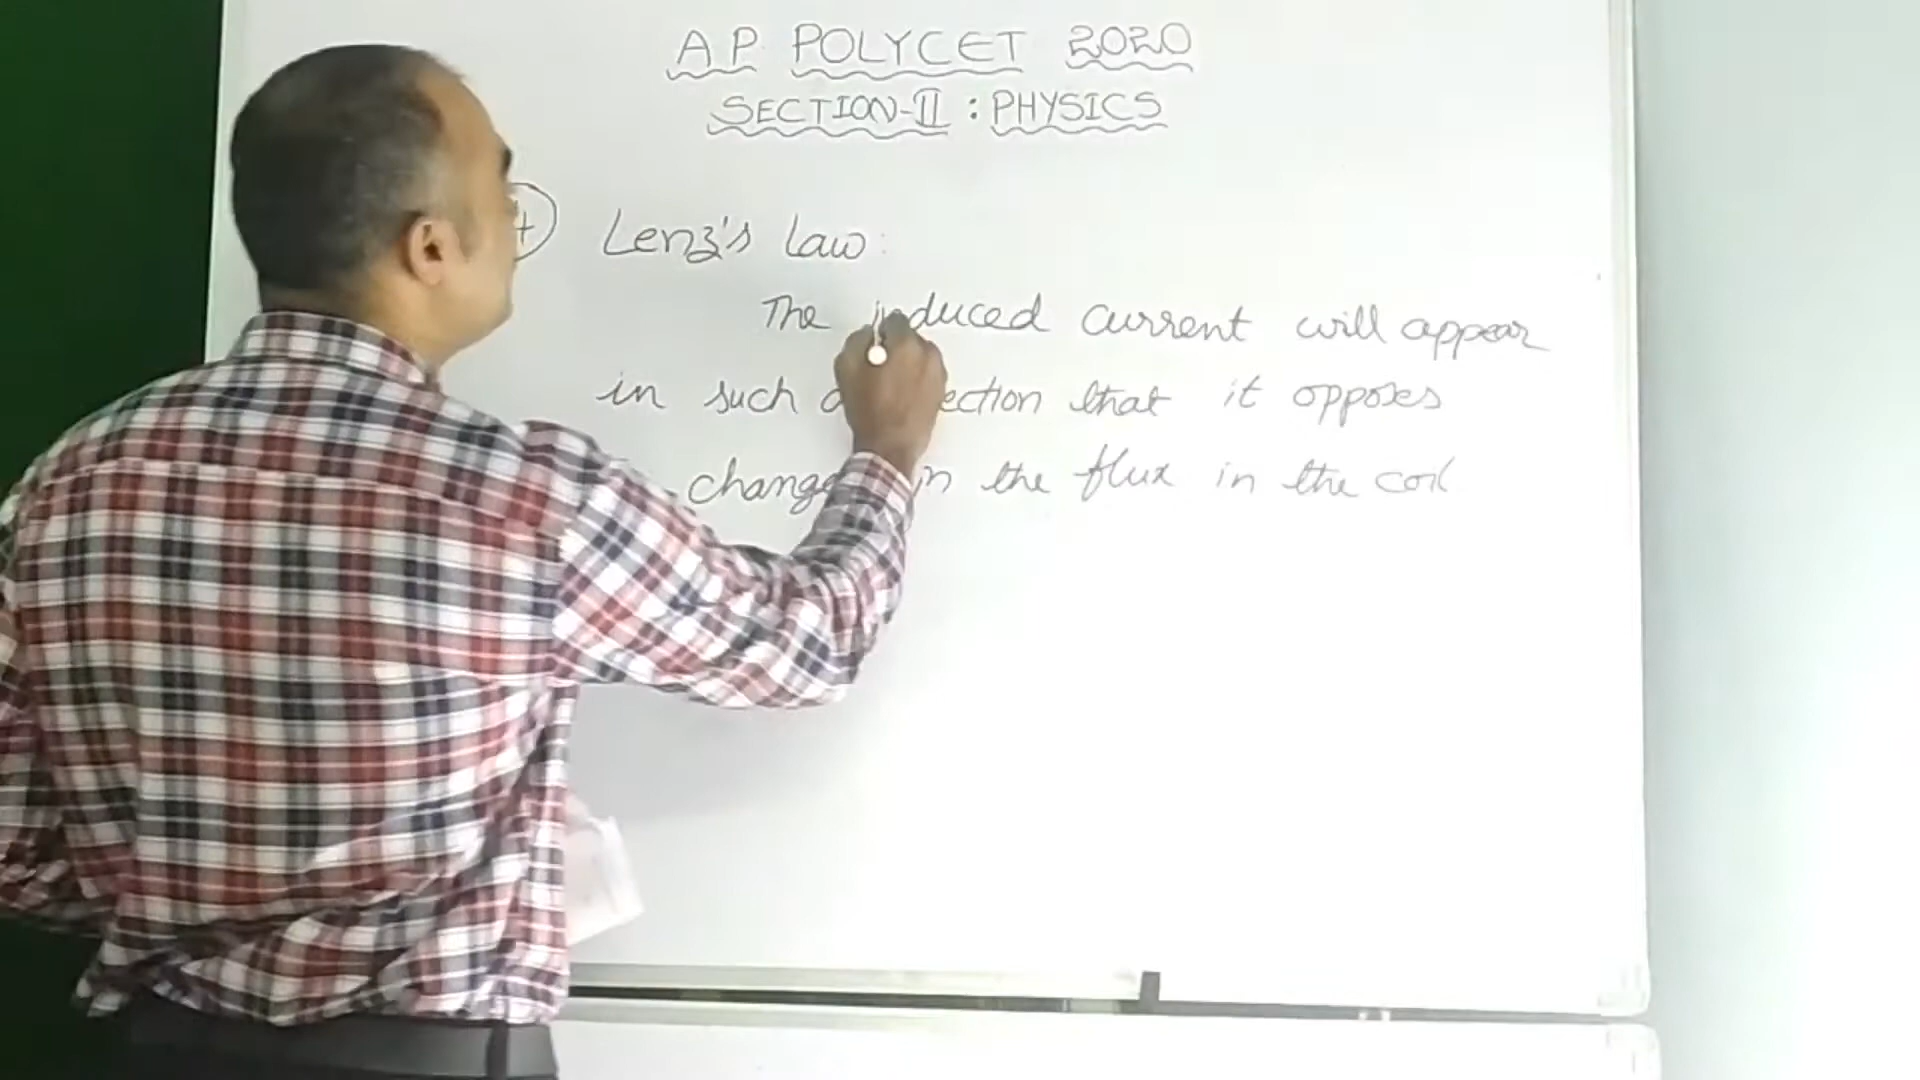 A.P. POLYCET 2020
SECTION-II : PHYSICS
Lenz's Law:
The induced current will appear
in such that it opposes
change in the flux in the coil